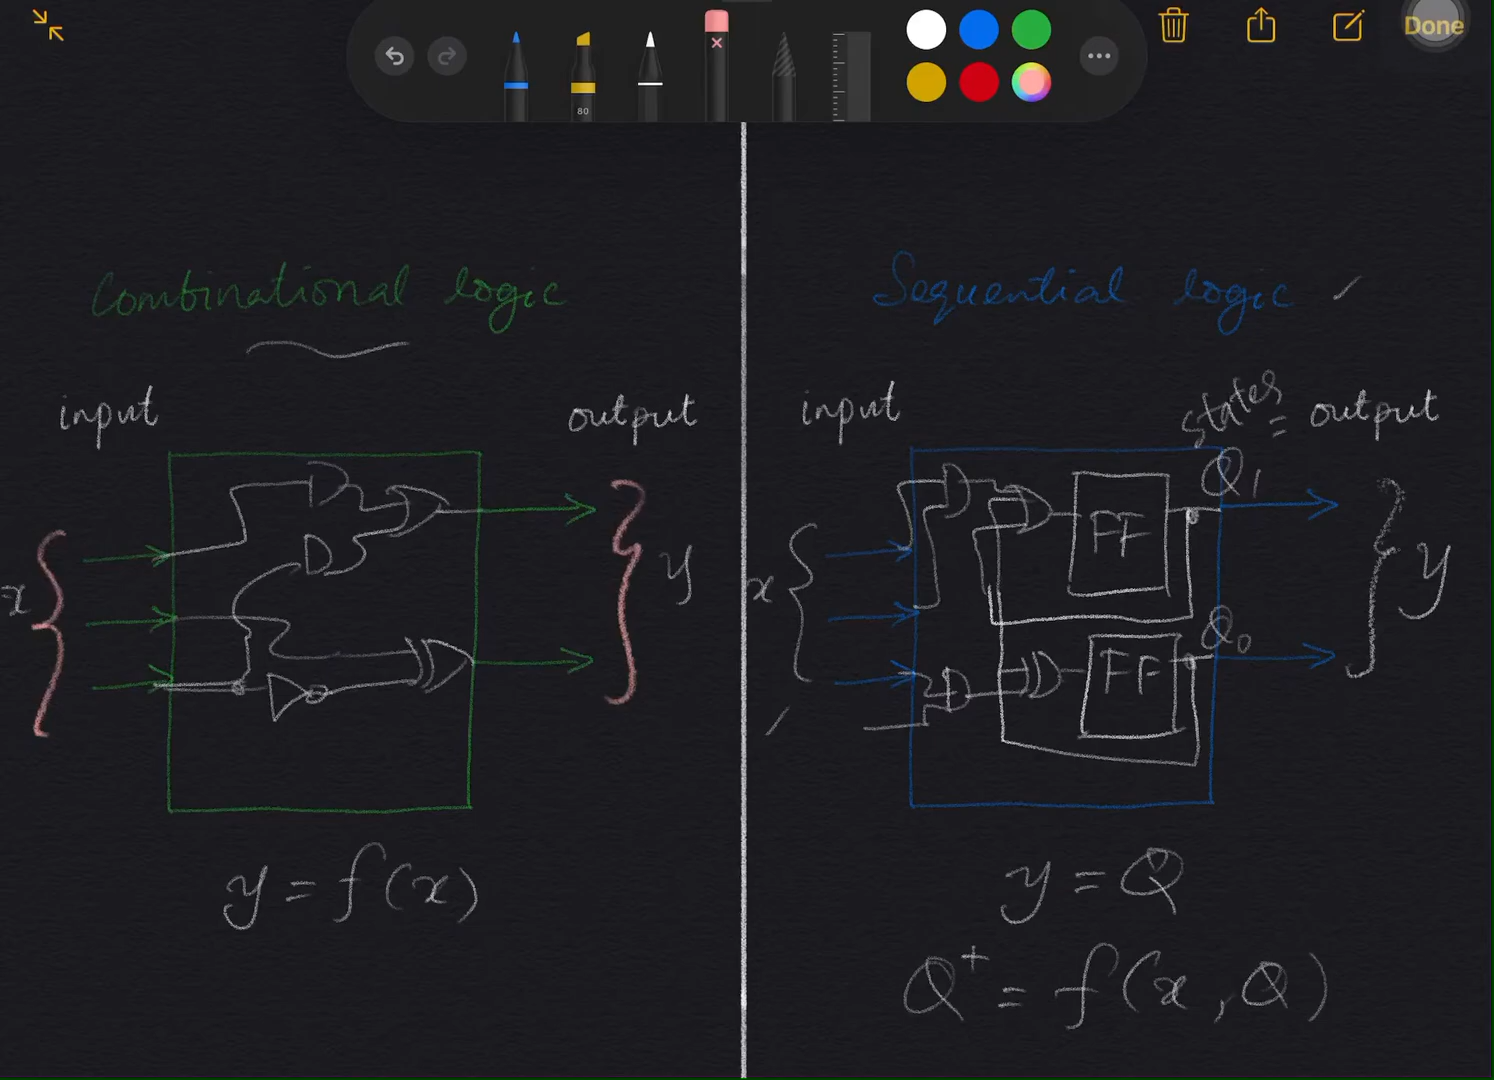 Done
80
Combinational logic
input
output
x
y
y = f(x)
Sequential logic
input
states
output
Q1
FF
x
y
Q0
FF
y = Q
Q+ = f(x, Q)